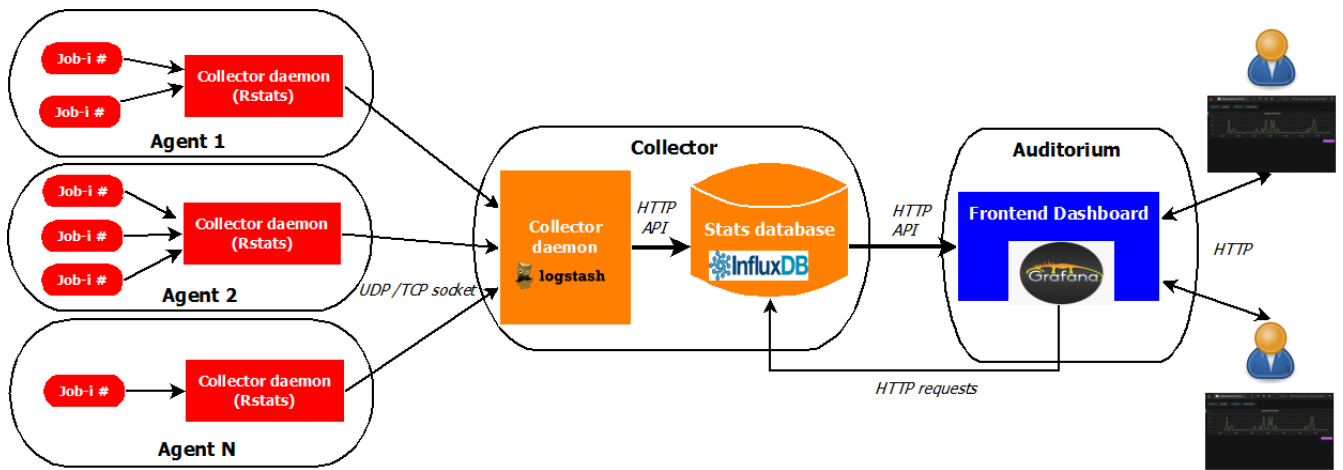 Job-i #
Job-i #
Collector daemon
(Rstats)
Agent 1
Job-i #
Job-i #
Job-i #
Collector daemon
(Rstats)
Agent 2
Job-i #
Collector daemon
(Rstats)
Agent N
UDP /TCP socket
Collector
Collector
daemon
logstash
HTTP
API
Stats database
InfluxDB
HTTP
API
HTTP requests
Auditorium
Frontend Dashboard
Grafana
HTTP